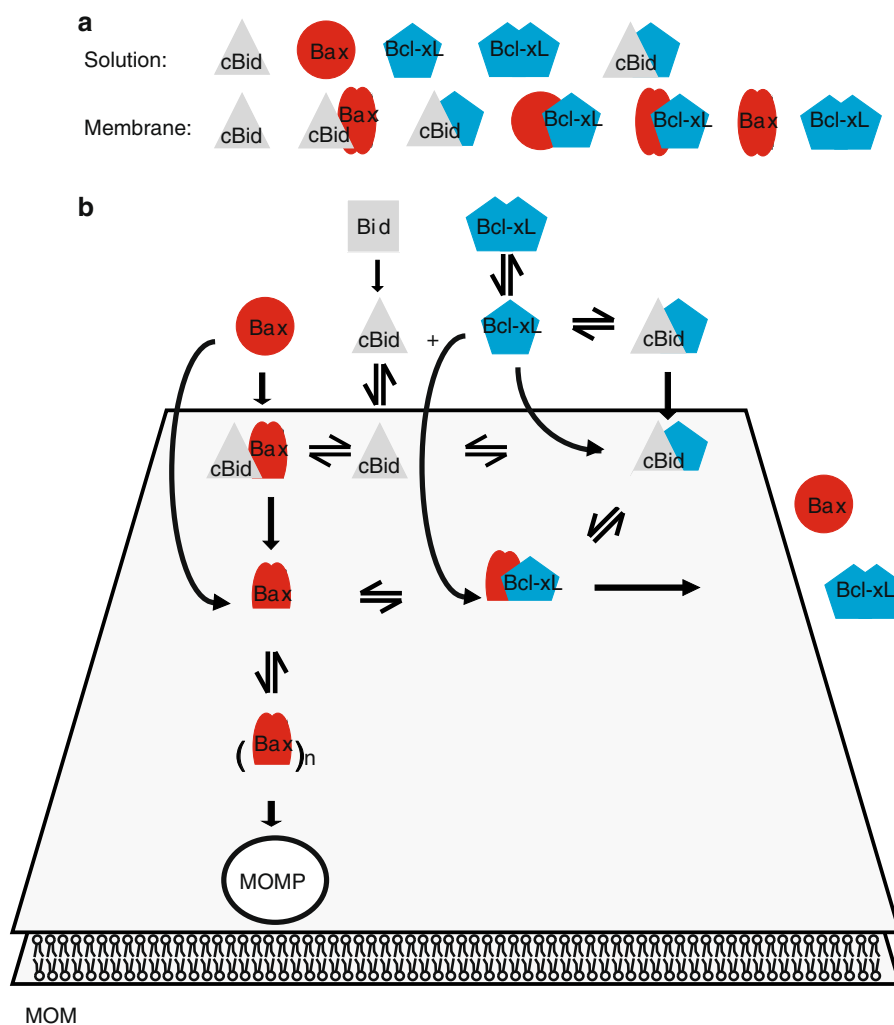 a
Solution: cBid Bax Bcl-xL Bcl-xL cBid
Membrane: cBid cBid Bax cBid Bcl-xL Bcl-xL Bax Bcl-xL
b
Bid Bcl-xL
Bax cBid + Bcl-xL cBid
cBid Bax cBid cBid
Bax
Bax Bcl-xL Bcl-xL
(Bax)n
MOMP
MOM